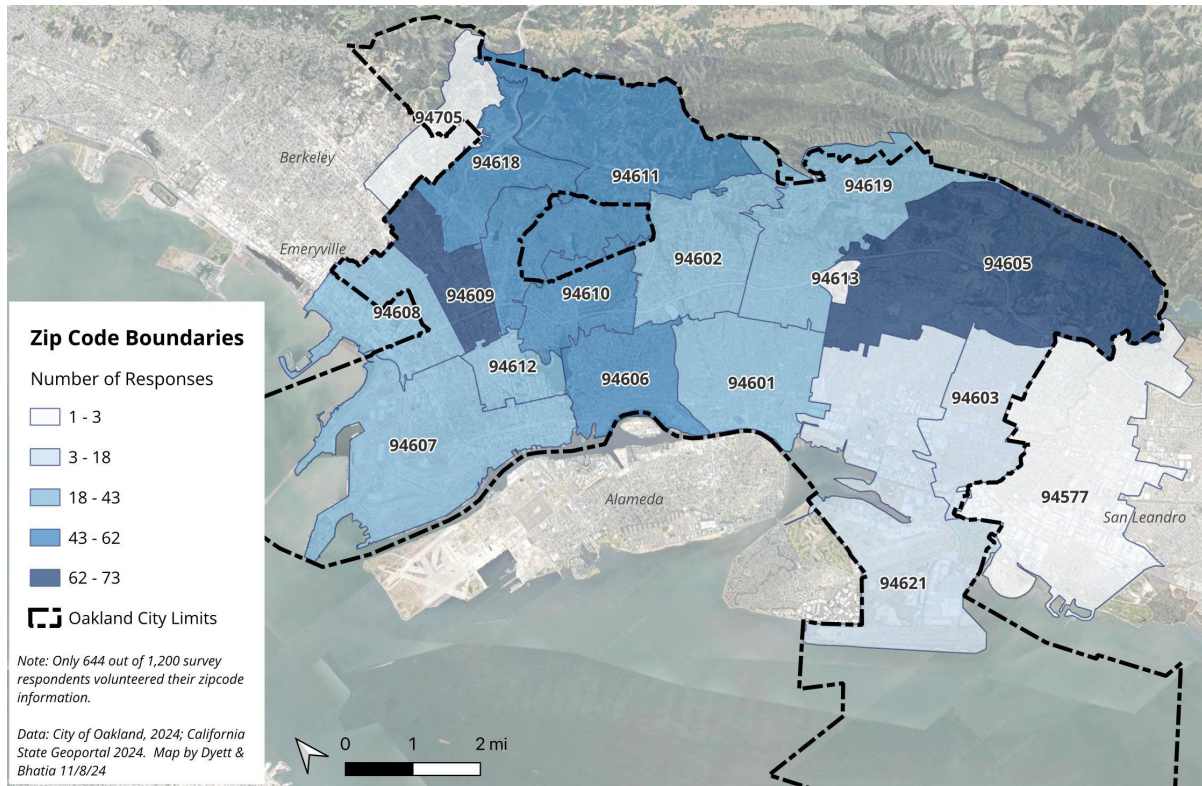 94705
Berkeley
94618
94611
94619
Emeryville
94602
94613
94605
94609
94610
94608
94612
94606
94601
94603
94607
Alameda
94577
San Leandro
94621
Zip Code Boundaries
Number of Responses
1 - 3
3 - 18
18 - 43
43 - 62
62 - 73
Oakland City Limits
Note: Only 644 out of 1,200 survey
respondents volunteered their zipcode
information.
Data: City of Oakland, 2024; California
State Geoportal 2024. Map by Dyett &
Bhatia 11/8/24
0 1 2 mi